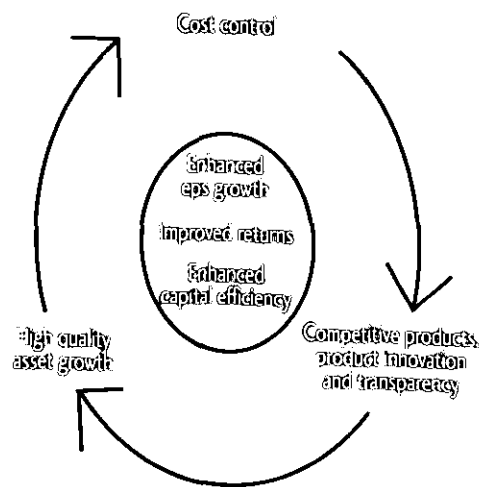 Cost control
Enhanced
eps growth
Improved returns
Enhanced
capital efficiency
High quality
asset growth
Competitive products,
product innovation
and transparency